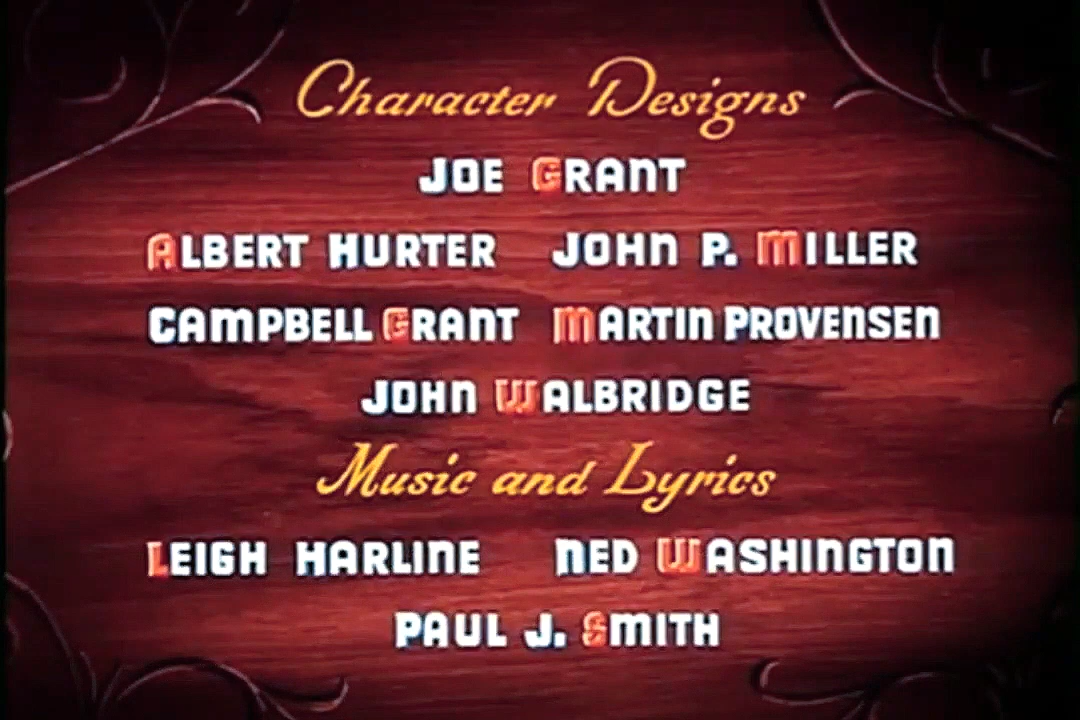 Character Designs
JOE GRANT
ALBERT HURTER JOHN P. MILLER
CAMPBELL GRANT MARTIN PROVENSEN
JOHN WALBRIDGE
Music and Lyrics
LEIGH HARLINE NED WASHINGTON
PAUL J. SMITH